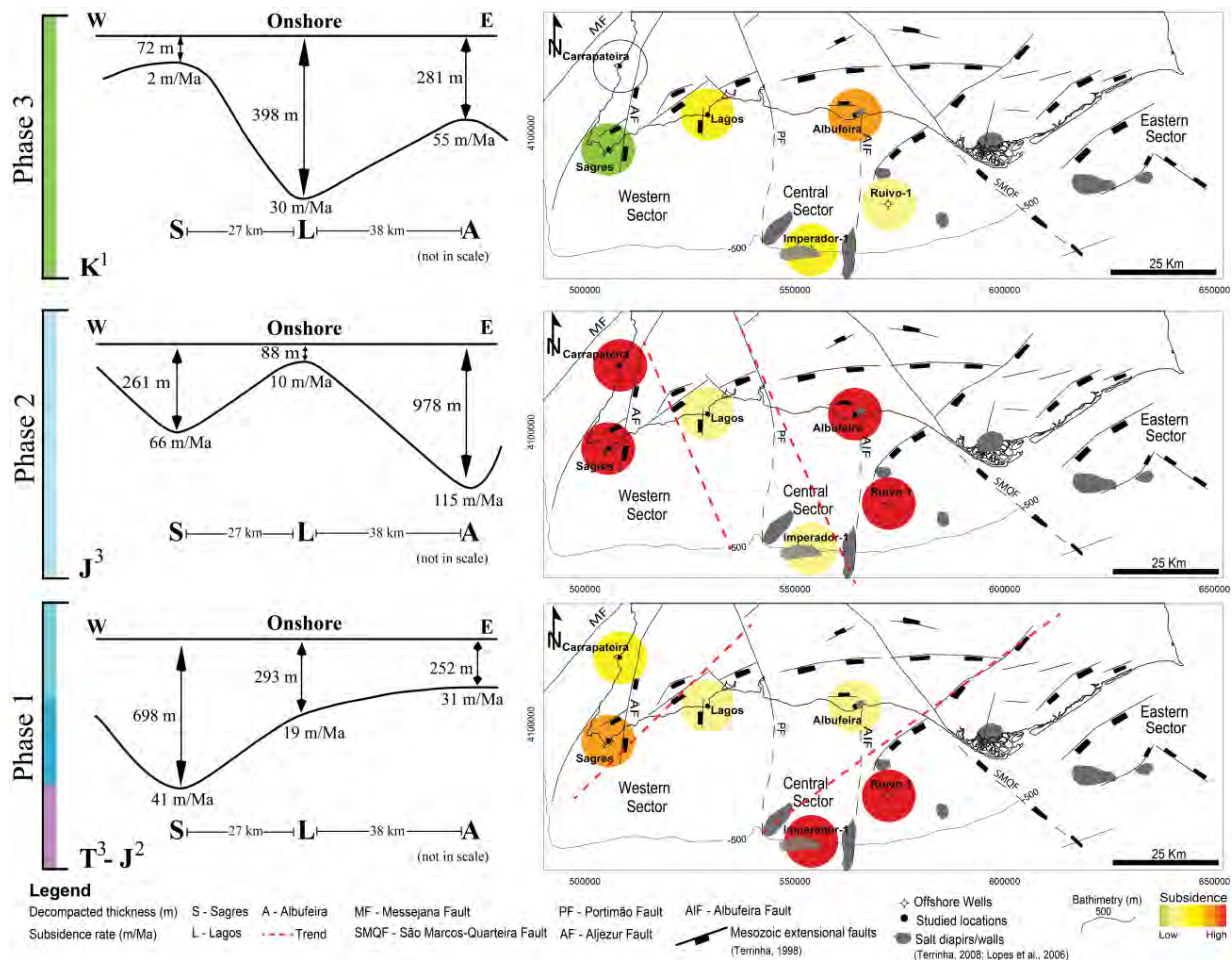 Phase 3
W Onshore E
72 m
2 m/Ma
398 m
281 m
55 m/Ma
30 m/Ma
S 27 km L 38 km A
(not in scale)
K1
N
MF
Carrapateira
AF
Sagres
Lagos
PF
Albufeira
AlF
4100000
Western Sector
Central Sector
Eastern Sector
Ruivo-1
Imperador-1
SMQF
-500
-500
25 Km
500000 550000 600000 650000
Phase 2
W Onshore E
88 m
261 m
10 m/Ma
978 m
66 m/Ma
115 m/Ma
S 27 km L 38 km A
(not in scale)
J3
N
MF
Carrapateira
AF
Sagres
Lagos
PF
Albufeira
AlF
4100000
Western Sector
Central Sector
Eastern Sector
Ruivo-1
Imperador-1
SMQF
-500
-500
25 Km
500000 550000 600000 650000
Phase 1
W Onshore E
293 m
252 m
698 m
31 m/Ma
19 m/Ma
41 m/Ma
S 27 km L 38 km A
(not in scale)
T3- J2
N
MF
Carrapateira
AF
Sagres
Lagos
PF
Albufeira
AlF
4100000
Western Sector
Central Sector
Eastern Sector
Ruivo-1
Imperador-1
SMQF
-500
-500
25 Km
500000 550000 600000 650000
Legend
Decompacted thickness (m)
Subsidence rate (m/Ma)
S - Sagres A - Albufeira
L - Lagos Trend
MF - Messejana Fault
SMQF - São Marcos-Quarteira Fault
PF - Portimão Fault
AF - Aljezur Fault
AlF - Albufeira Fault
Mesozoic extensional faults
(Terrinha, 1998)
Offshore Wells
Studied locations
Salt diapirs/walls
(Terrinha, 2008; Lopes et al., 2006)
Bathimetry (m)
500
Subsidence
Low High